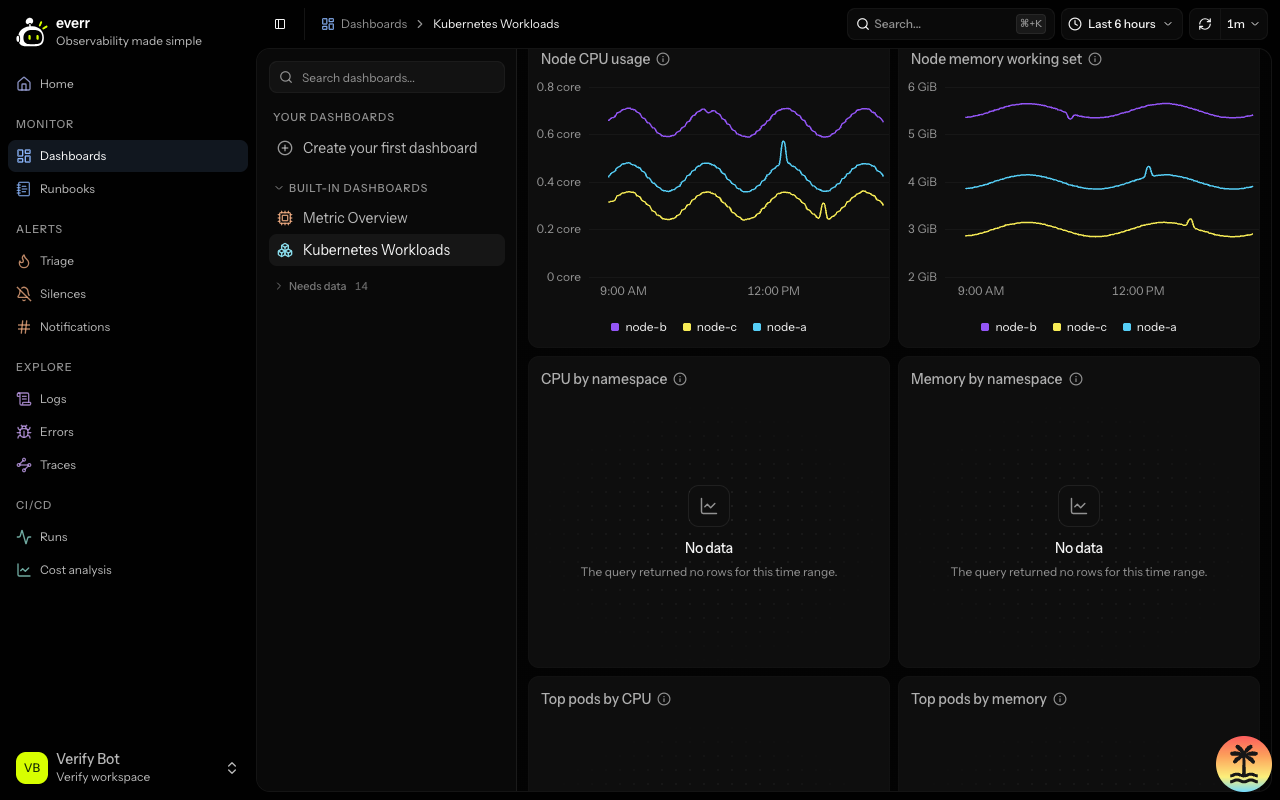 everr
Observability made simple
Home
MONITOR
Dashboards
Runbooks
ALERTS
Triage
Silences
Notifications
EXPLORE
Logs
Errors
Traces
CI/CD
Runs
Cost analysis
VB
Verify Bot
Verify workspace
Dashboards
Kubernetes Workloads
Search...
⌘+K
Last 6 hours
1m
Search dashboards...
YOUR DASHBOARDS
Create your first dashboard
BUILT-IN DASHBOARDS
Metric Overview
Kubernetes Workloads
Needs data 14
Node CPU usage
0.8 core
0.6 core
0.4 core
0.2 core
0 core
9:00 AM
12:00 PM
node-b
node-c
node-a
Node memory working set
6 GiB
5 GiB
4 GiB
3 GiB
2 GiB
9:00 AM
12:00 PM
node-b
node-c
node-a
CPU by namespace
No data
The query returned no rows for this time range.
Memory by namespace
No data
The query returned no rows for this time range.
Top pods by CPU
Top pods by memory